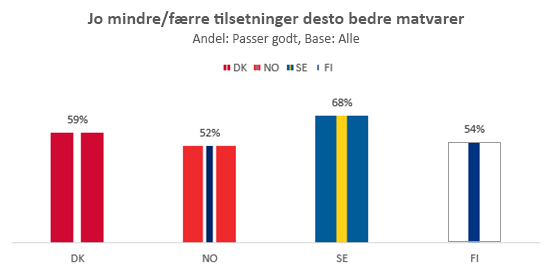 Jo mindre/færre tilsetninger desto bedre matvarer
Andel: Passer godt, Base: Alle
DK NO SE FI
59% 52% 68% 54%
DK NO SE FI